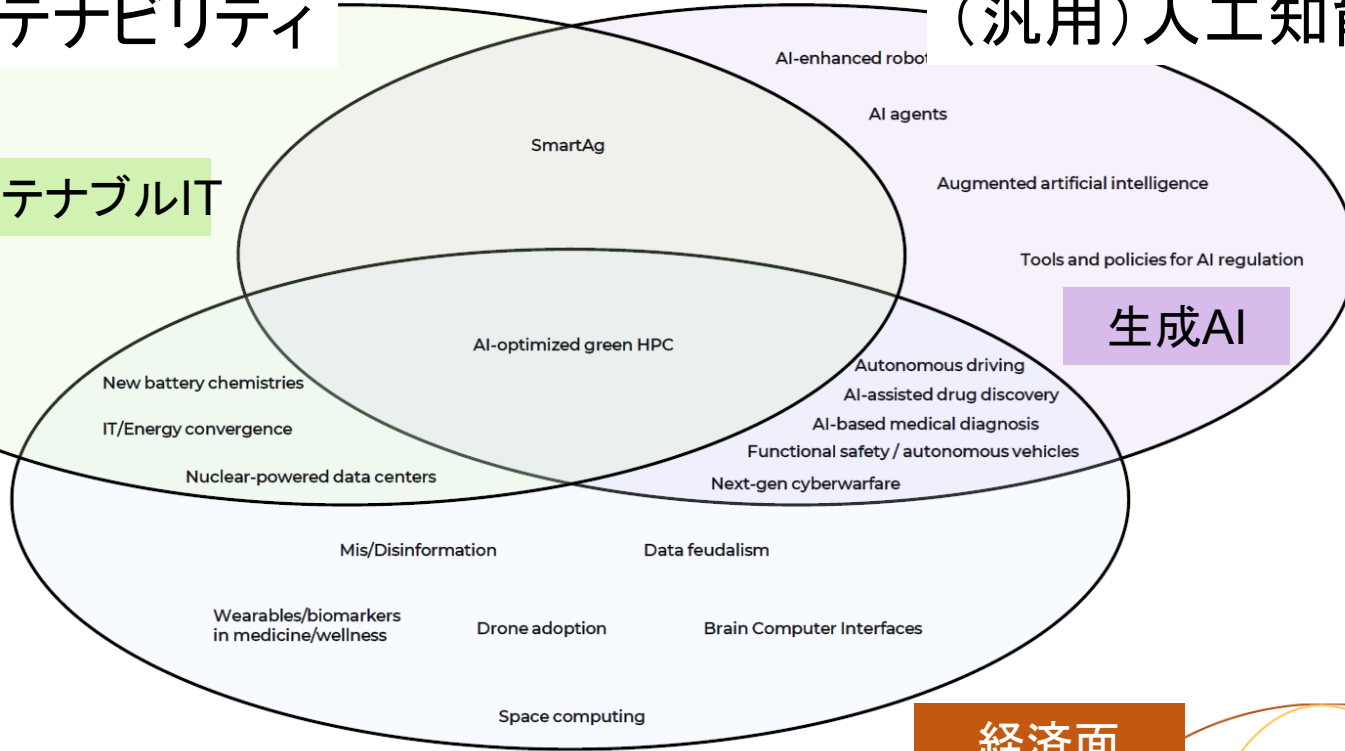 テナビリティ
(汎用)人工知能
AI-enhanced robot
AI agents
SmartAg
テナブルIT
Augmented artificial intelligence
Tools and policies for AI regulation
生成AI
AI-optimized green HPC
New battery chemistries
IT/Energy convergence
Nuclear-powered data centers
Autonomous driving
AI-assisted drug discovery
AI-based medical diagnosis
Functional safety / autonomous vehicles
Next-gen cyberwarfare
Mis/Disinformation
Data feudalism
Wearables/biomarkers
in medicine/wellness
Drone adoption
Brain Computer Interfaces
Space computing
経済面